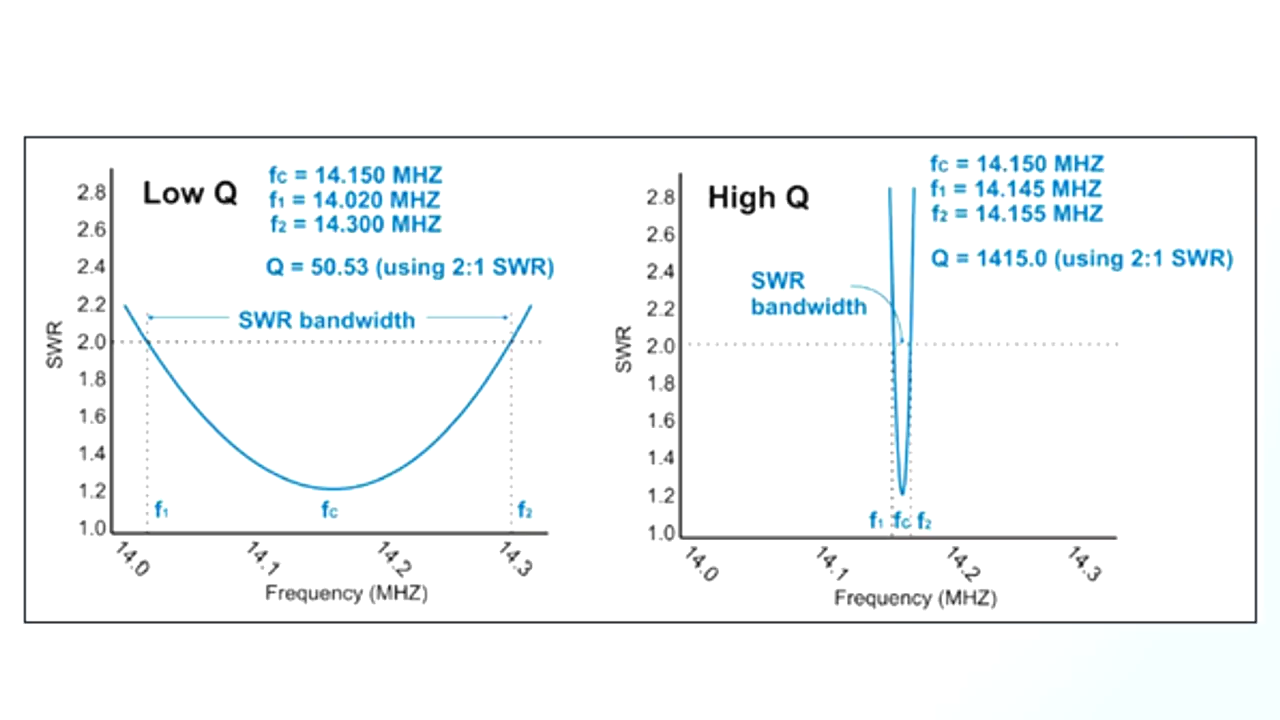 Low Q
fc = 14.150 MHZ
f1 = 14.020 MHZ
f2 = 14.300 MHZ
Q = 50.53 (using 2:1 SWR)
SWR bandwidth
SWR
2.8
2.6
2.4
2.2
2.0
1.8
1.6
1.4
1.2
1.0
f1
fc
f2
14.0
14.1
14.2
14.3
Frequency (MHZ)
High Q
fc = 14.150 MHZ
f1 = 14.145 MHZ
f2 = 14.155 MHZ
Q = 1415.0 (using 2:1 SWR)
SWR
bandwidth
SWR
2.8
2.6
2.4
2.2
2.0
1.8
1.6
1.4
1.2
1.0
f1 fc f2
14.0
14.1
14.2
14.3
Frequency (MHZ)